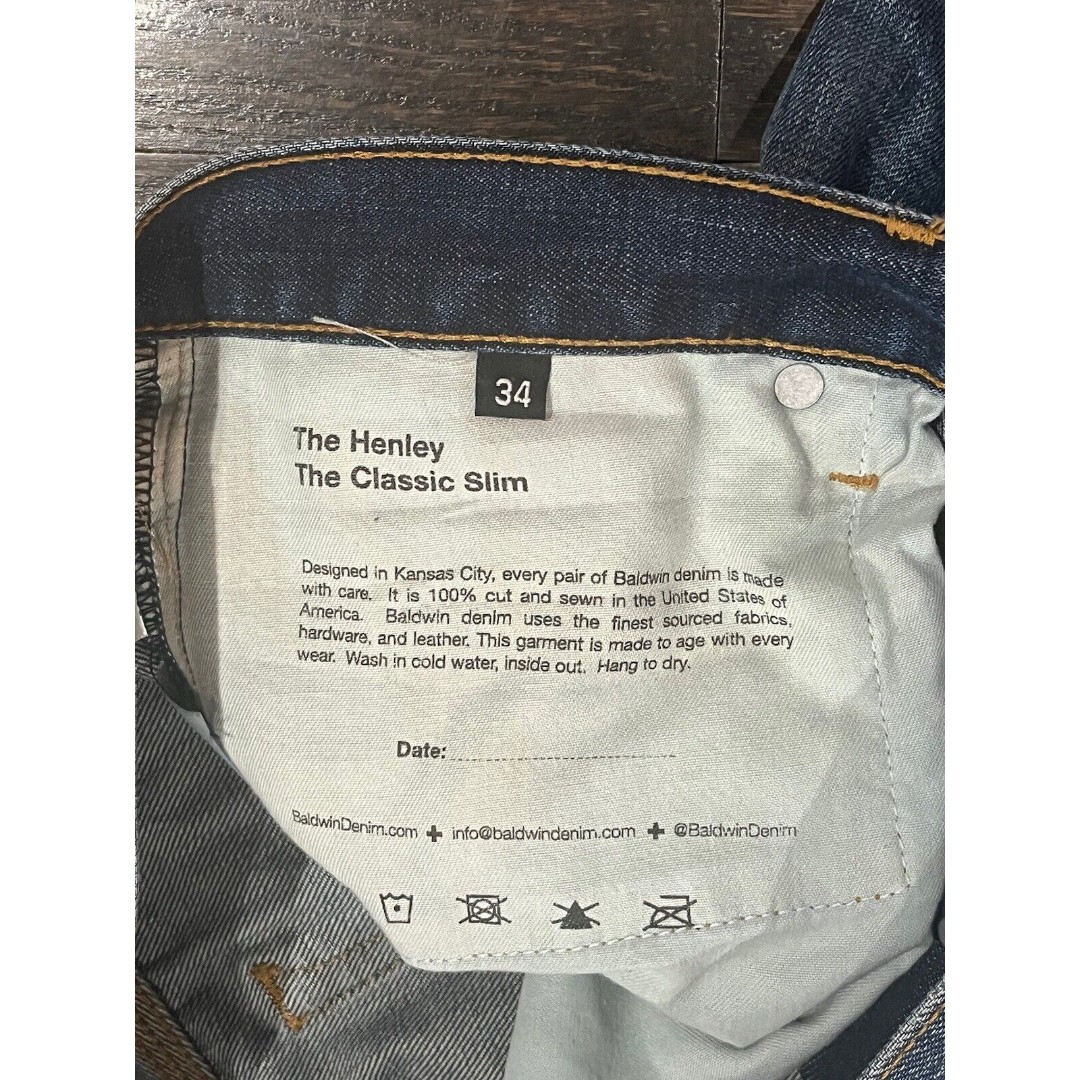 34
The Henley
The Classic Slim
Designed in Kansas City, every pair of Baldwin denim is made
with care. It is 100% cut and sewn in the United States of
America. Baldwin denim uses the finest sourced fabrics,
hardware, and leather. This garment is made to age with every
wear. Wash in cold water, inside out. Hang to dry.
Date:
BaldwinDenim.com + info@baldwindenim.com + @BaldwinDenim